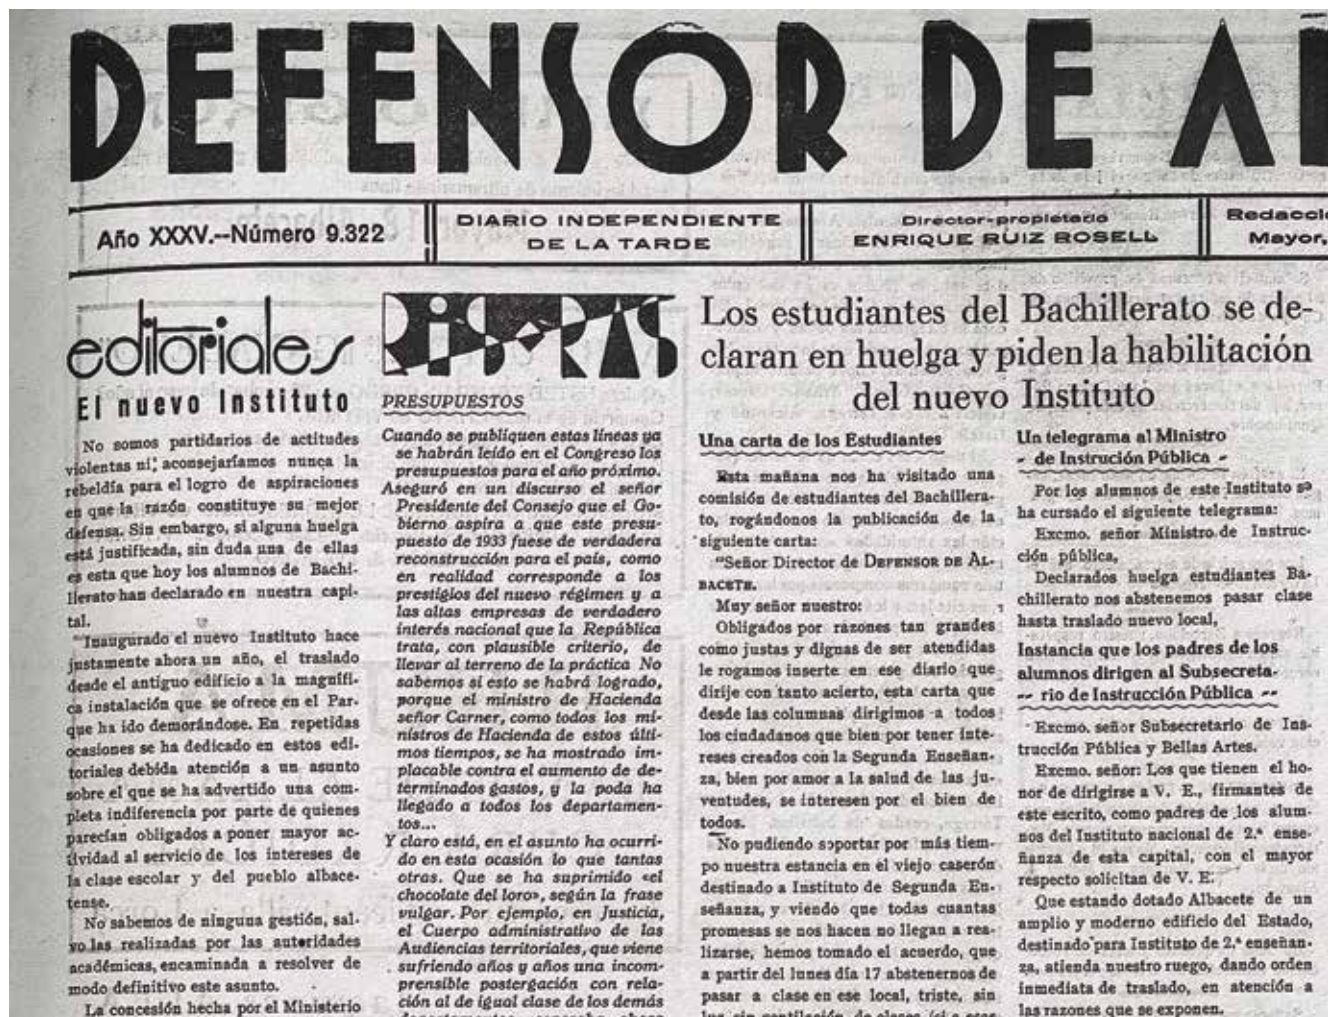 DEFENSOR DE
Año XXXV.--Número 9.322
DIARIO INDEPENDIENTE
DE LA TARDE
Director-propietario
ENRIQUE RUIZ ROSELL
Redacció
Mayor,
editoriales
El nuevo Instituto
No somos partidarios de actitudes
violentas ni aconsejaríamos nunca la
rebeldía para el logro de aspiraciones
en que la razón constituye su mejor
defensa. Sin embargo, si alguna huelga
está justificada, sin duda una de ellas
es esta que hoy los alumnos de Bachi-
llerato han declarado en nuestra capi-
tal.
Inaugurado el nuevo Instituto hace
justamente ahora un año, el traslado
desde el antiguo edificio a la magnífi-
ca instalación que se ofrece en el Par-
que ha ido demorándose. En repetidas
ocasiones se ha dedicado en estos edi-
toriales debida atención a un asunto
sobre el que se ha advertido una com-
pleta indiferencia por parte de quienes
parecían obligados a poner mayor ac-
tividad al servicio de los intereses de
la clase escolar y del pueblo albace-
tense.
No sabemos de ninguna gestión, sal-
vo las realizadas por las autoridades
académicas, encaminada a resolver de
modo definitivo este asunto.
La concesión hecha por el Ministerio
RISERAS
PRESUPUESTOS
Cuando se publiquen estas líneas ya
se habrán leído en el Congreso los
presupuestos para el año próximo.
Aseguró en un discurso el señor
Presidente del Consejo que el Go-
bierno aspira a que este presu-
puesto de 1933 fuese de verdadera
reconstrucción para el país, como
en realidad corresponde a los
prestigios del nuevo régimen y a
las altas empresas de verdadero
interés nacional que la República
trata, con plausible criterio, de
llevar al terreno de la práctica No
sabemos si esto se habrá logrado,
porque el ministro de Hacienda
señor Carner, como todos los mi-
nistros de Hacienda de estos últi-
mos tiempos, se ha mostrado im-
placable contra el aumento de de-
terminados gastos, y la poda ha
llegado a todos los departamen-
tos...
Y claro está, en el asunto ha ocurri-
do en esta ocasión lo que tantas
otras. Que se ha suprimido «el
chocolate del loro», según la frase
vulgar. Por ejemplo, en Justicia,
el Cuerpo administrativo de las
Audiencias territoriales, que viene
sufriendo años y años una incom-
prensible postergación con rela-
ción al de igual clase de los demás
Los estudiantes del Bachillerato se de-
claran en huelga y piden la habilitación
del nuevo Instituto
Una carta de los Estudiantes
Esta mañana nos ha visitado una
comisión de estudiantes del Bachillera-
to, rogándonos la publicación de la
siguiente carta:
"Señor Director de DEFENSOR DE AL-
BACETE.
Muy señor nuestro:
Obligados por razones tan grandes
como justas y dignas de ser atendidas
le rogamos inserte en ese diario que
dirije con tanto acierto, esta carta que
desde las columnas dirigimos a todos
los ciudadanos que bien por tener inte-
reses creados con la Segunda Enseñan-
za, bien por amor a la salud de las ju-
ventudes, se interesen por el bien de
todos.
No pudiendo soportar por más tiem-
po nuestra estancia en el viejo caserón
destinado a Instituto de Segunda En-
señanza, y viendo que todas cuantas
promesas se nos hacen no llegan a rea-
lizarse, hemos tomado el acuerdo, que
a partir del lunes día 17 abstenernos de
pasar a clase en ese local, triste, sin
Un telegrama al Ministro
- de Instrución Pública -
Por los alumnos de este Instituto se
ha cursado el siguiente telegrama:
Excmo. señor Ministro de Instruc-
ción pública,
Declarados huelga estudiantes Ba-
chillerato nos abstenemos pasar clase
hasta traslado nuevo local,
Instancia que los padres de los
alumnos dirigen al Subsecreta-
-- rio de Instrucción Pública --
Excmo. señor Subsecretario de Ins-
trucción Pública y Bellas Artes.
Excmo. señor: Los que tienen el ho-
nor de dirigirse a V. E., firmantes de
este escrito, como padres de los alum-
nos del Instituto nacional de 2.ª ense-
ñanza de esta capital, con el mayor
respecto solicitan de V. E.
Que estando dotado Albacete de un
amplio y moderno edificio del Estado,
destinado para Instituto de 2.ª enseñan-
za, atienda nuestro ruego, dando orden
inmediata de traslado, en atención a
las razones que se exponen.